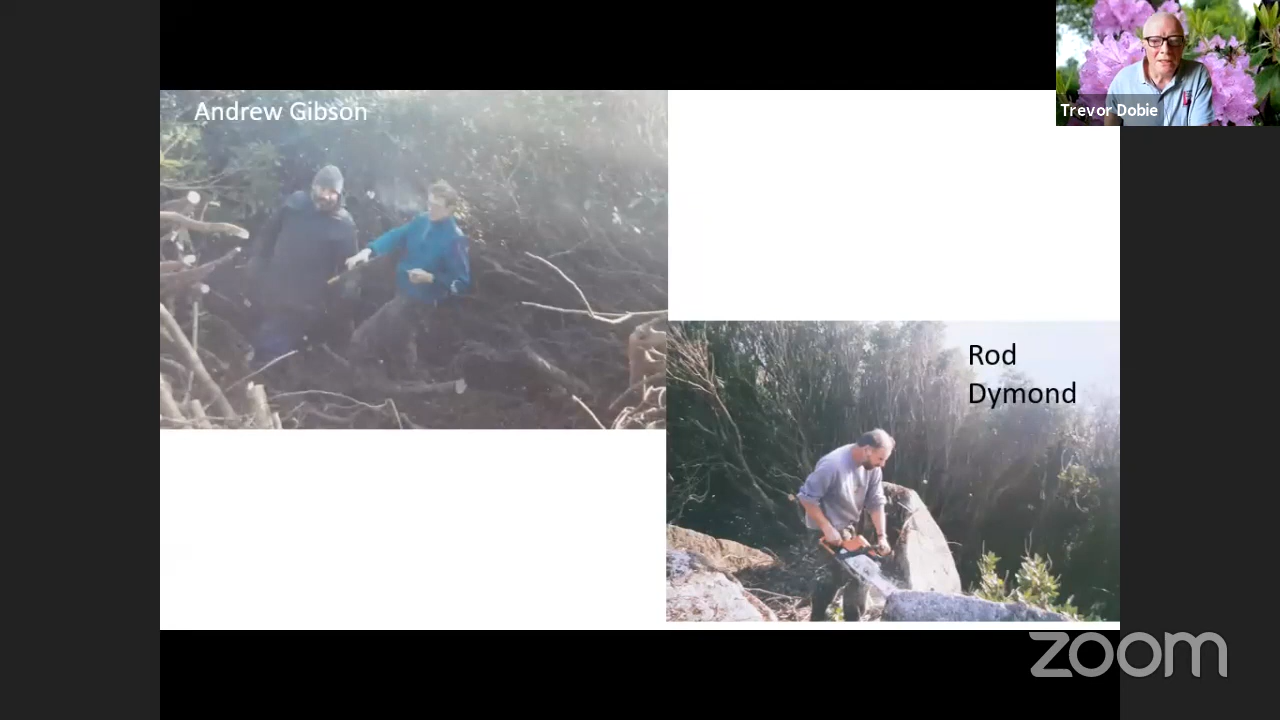 Andrew Gibson
Trevor Dobie
Rod
Dymond
zoom